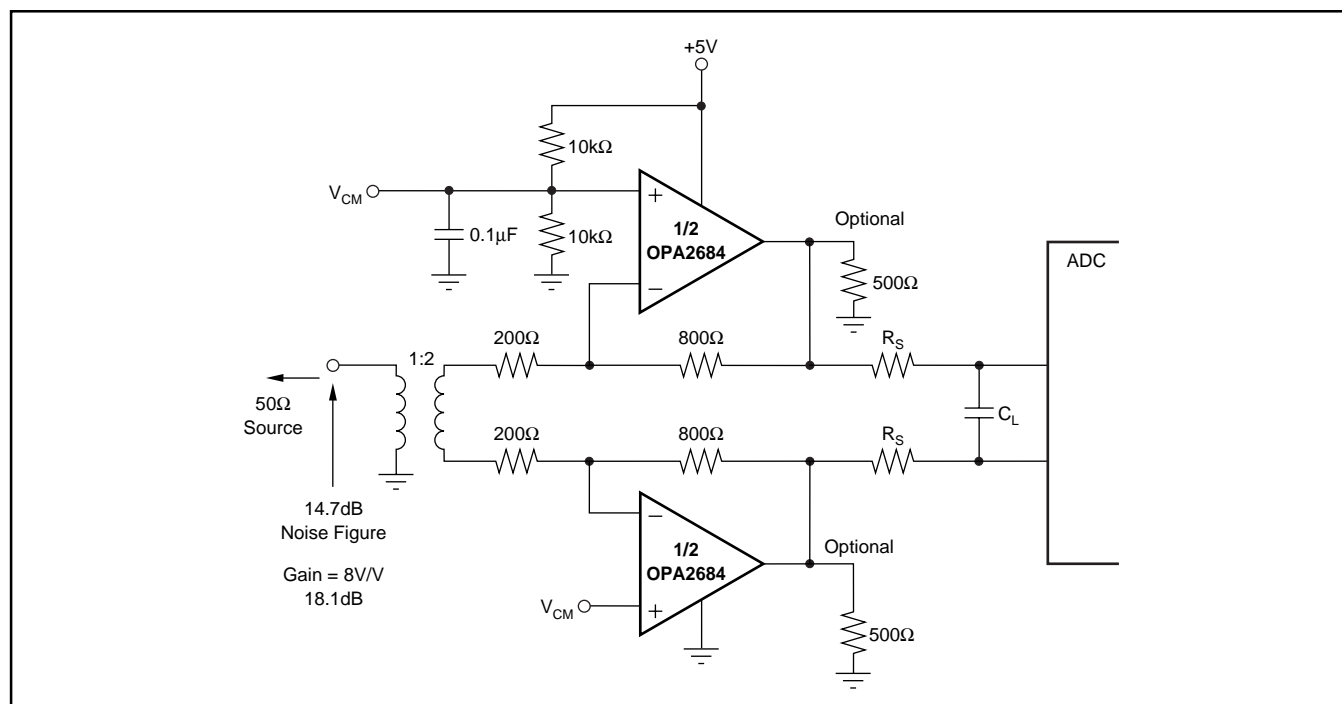 +5V
10kΩ
V_CM
+
Optional
0.1μF
10kΩ
1/2
OPA2684
ADC
500Ω
−
200Ω
800Ω
R_S
1:2
50Ω
Source
C_L
200Ω
800Ω
R_S
14.7dB
Noise Figure
−
Optional
1/2
OPA2684
Gain = 8V/V
18.1dB
V_CM
+
500Ω